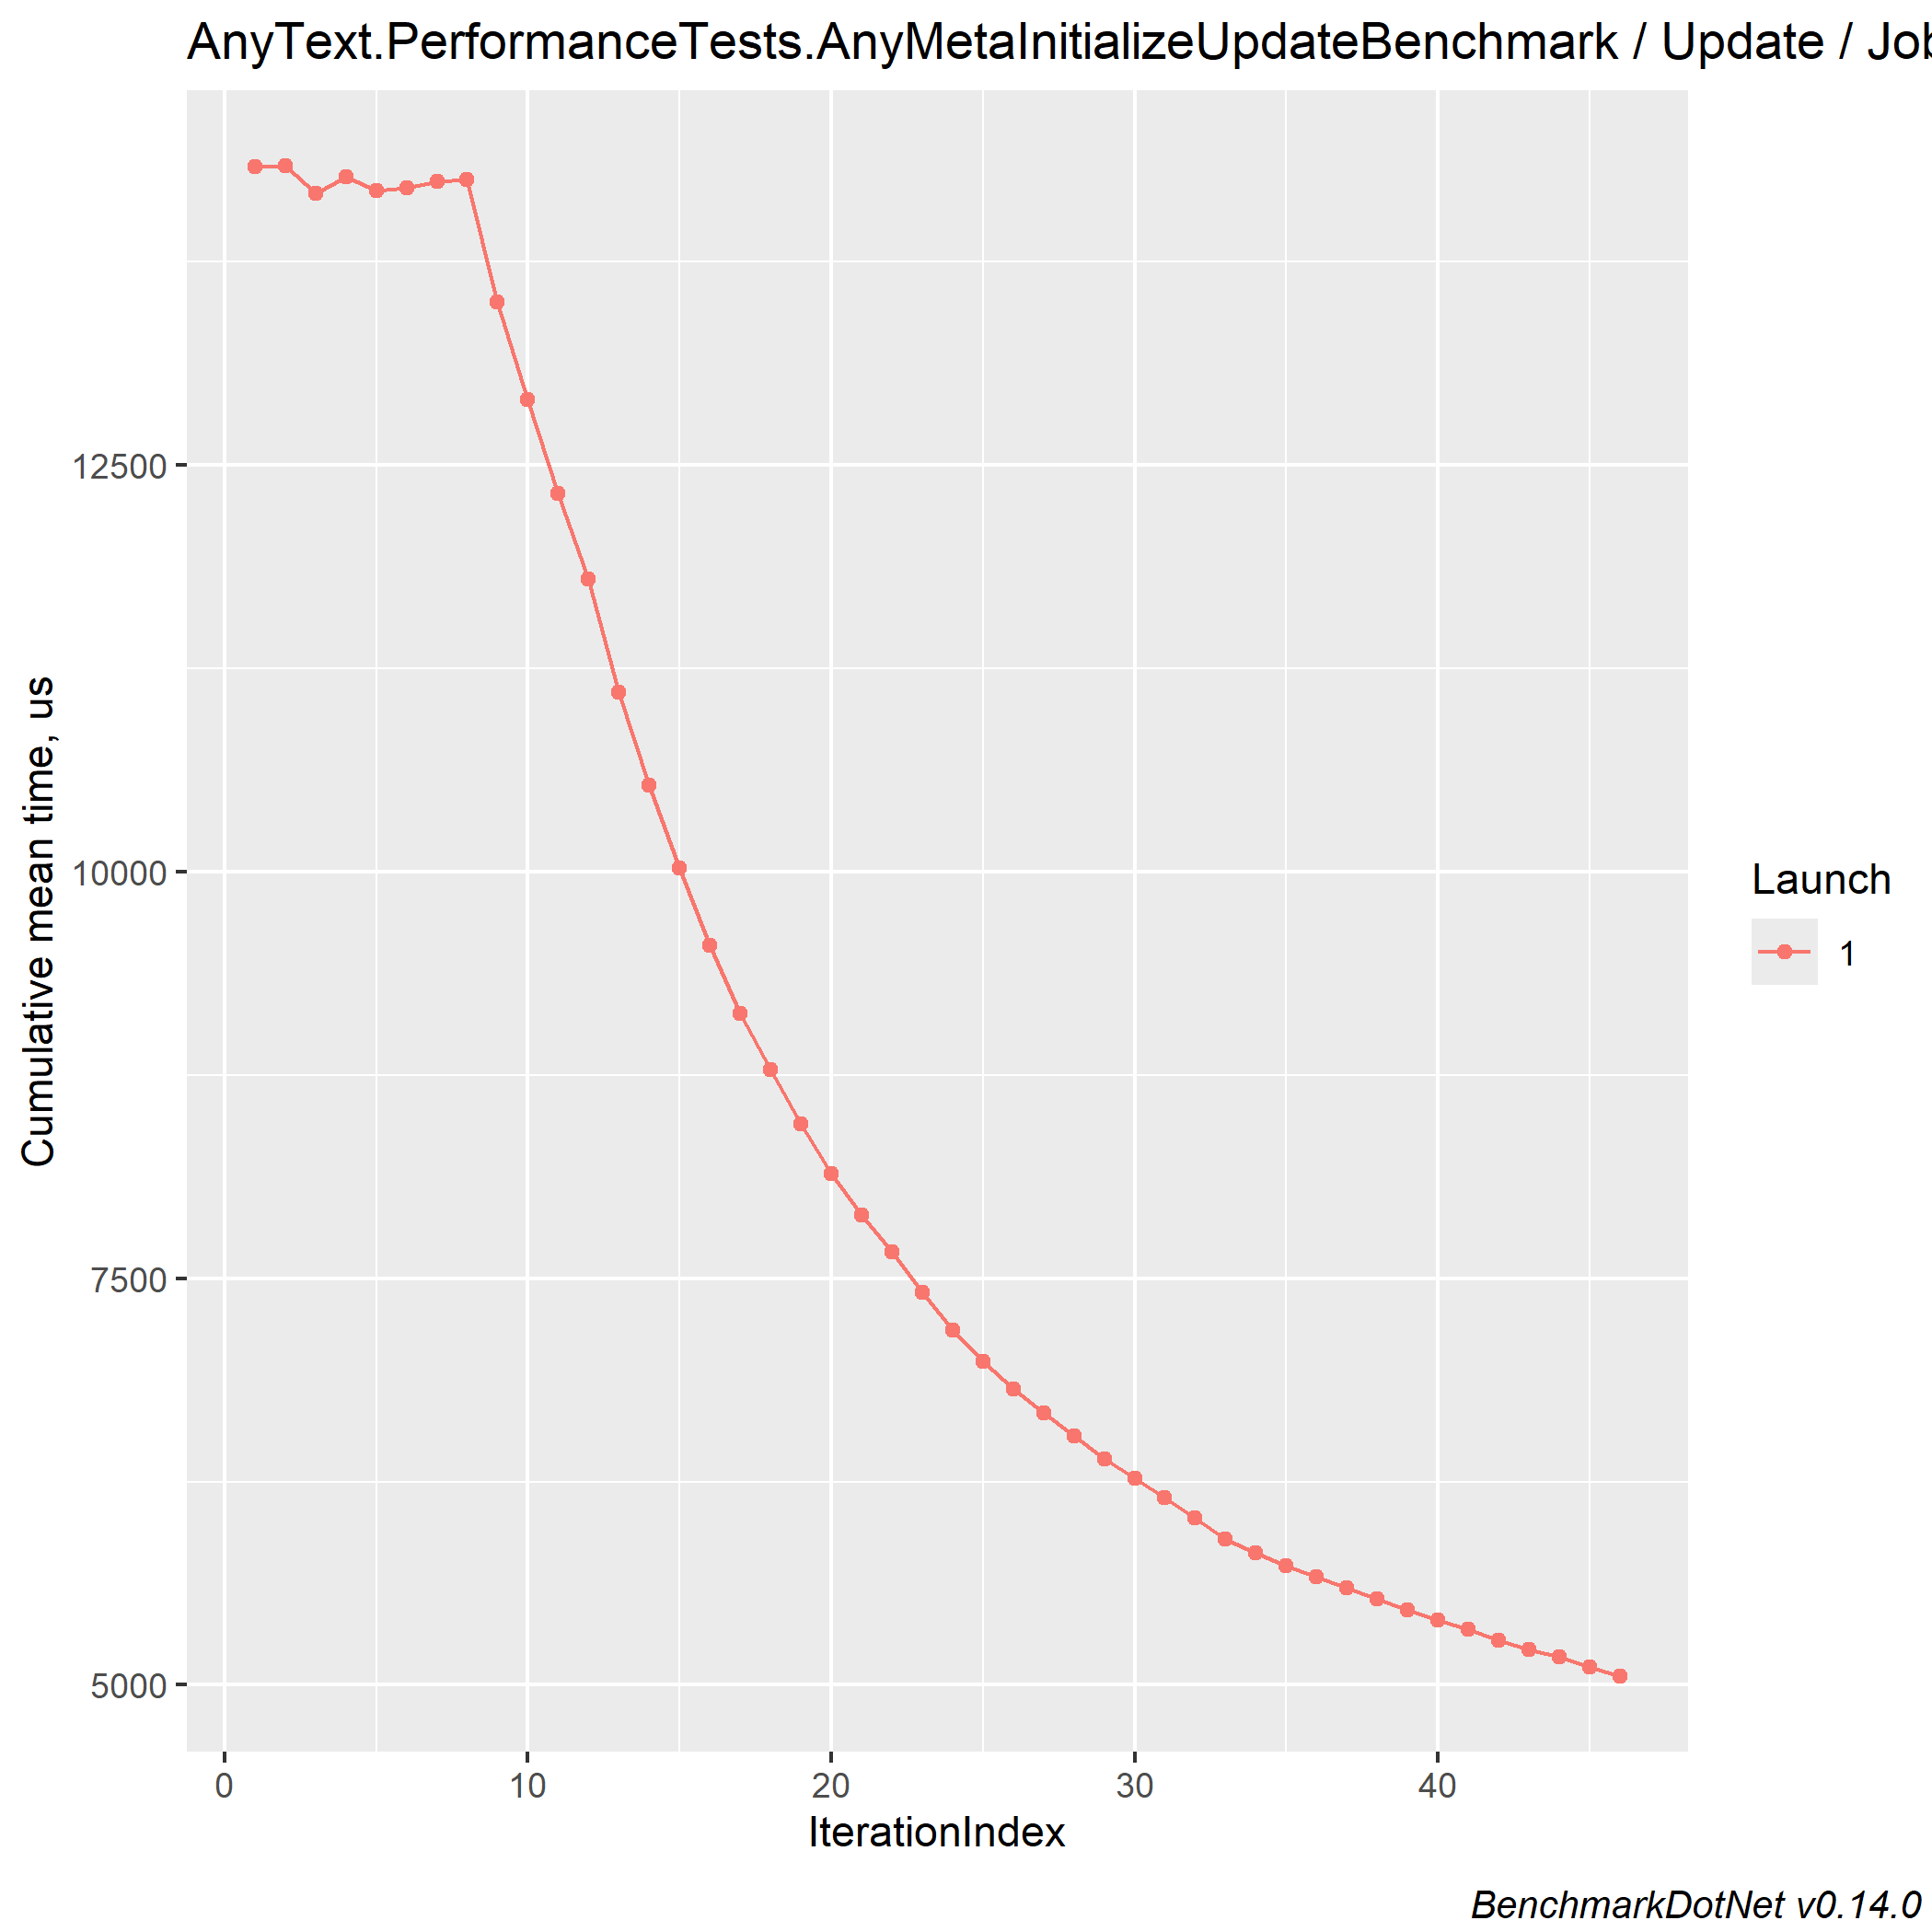 AnyText.PerformanceTests.AnyMetaInitializeUpdateBenchmark / Update / Job
Cumulative mean time, us
12500
10000
7500
5000
0 10 20 30 40
IterationIndex
Launch
1
BenchmarkDotNet v0.14.0